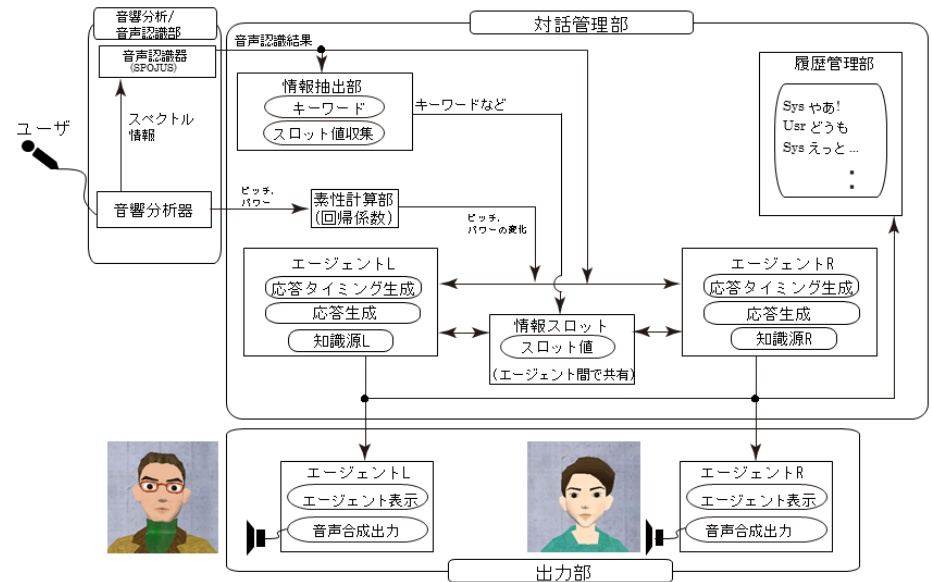 音響分析/
音声認識部
対話管理部
音声認識器
(SPOJUS)
音声認識結果
履歴管理部
情報抽出部
キーワード
スロット値収集
キーワードなど
Sys やあ!
Usr どうも
Sys えっと ...
:
スペクトル
情報
ユーザ
音響分析器
ピッチ,
パワー
素性計算部
(回帰係数)
ピッチ,
パワーの変化
エージェントL
応答タイミング生成
応答生成
知識源L
エージェントR
応答タイミング生成
応答生成
知識源R
情報スロット
スロット値
(エージェント間で共有)
エージェントL
エージェント表示
音声合成出力
エージェントR
エージェント表示
音声合成出力
出力部